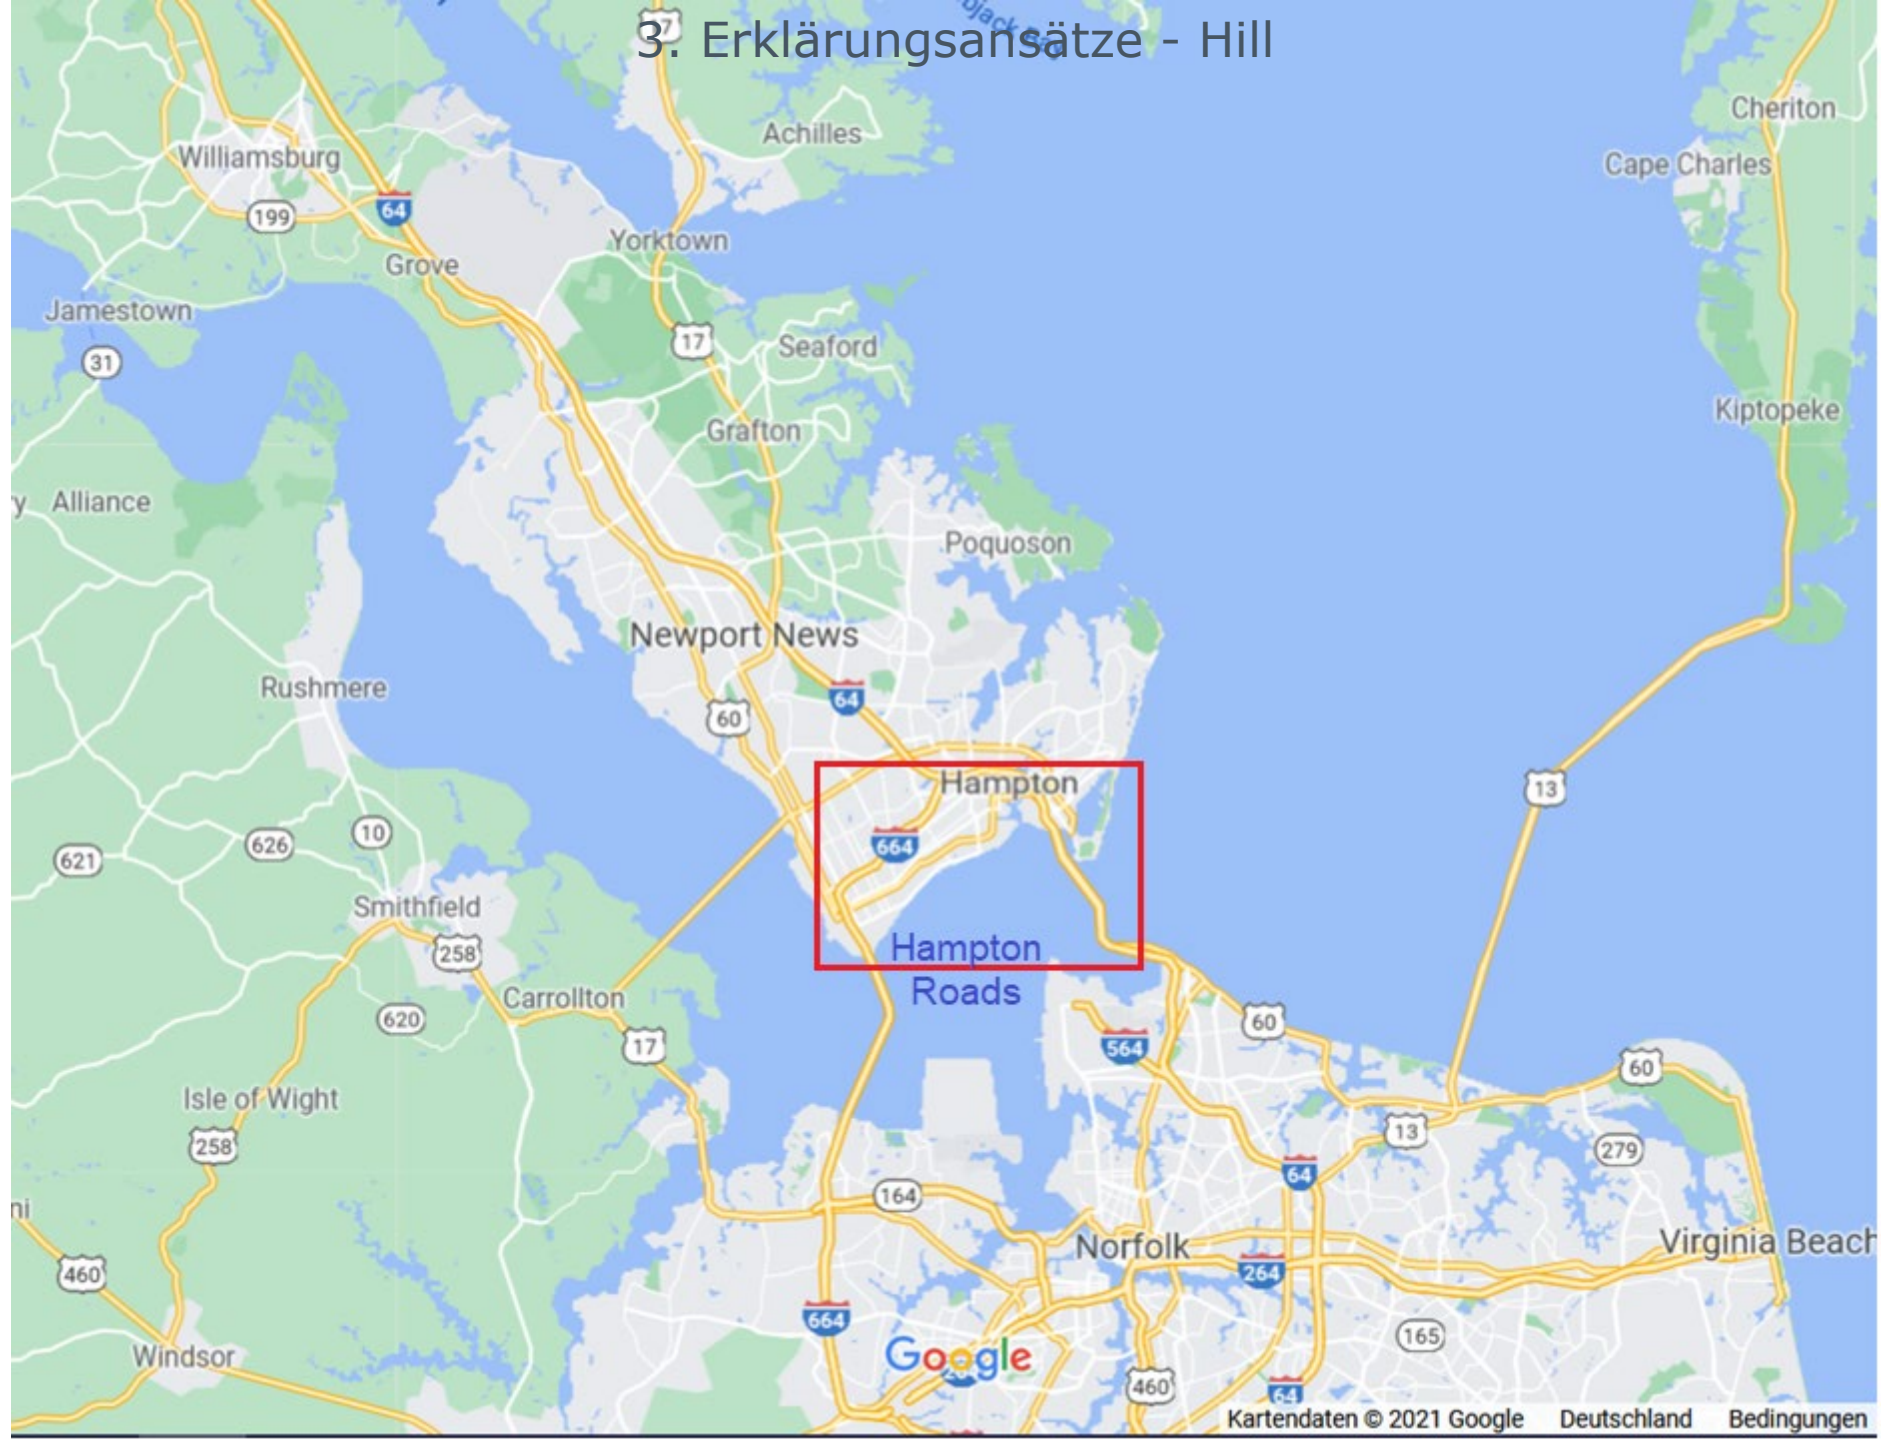 3. Erklärungsansätze - Hill
17
Achilles
Cheriton
Cape Charles
Williamsburg
199
64
Yorktown
Grove
Jamestown
31
17
Seaford
Kiptopeke
Grafton
y Alliance
Poquoson
Newport News
Rushmere
64
60
Hampton
13
10
626
664
621
Smithfield
258
Hampton
Roads
Carrollton
620
60
17
564
60
Isle of Wight
258
13
279
64
164
ni
Norfolk
Virginia Beach
460
264
664
165
Windsor
Google
460
64
Kartendaten © 2021 Google Deutschland Bedingungen